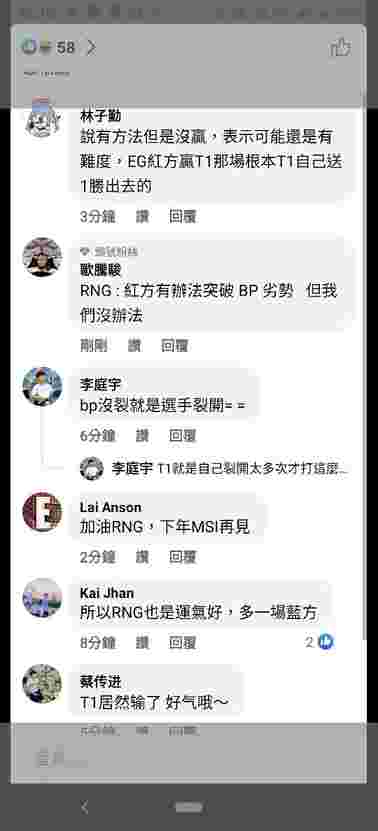 58
林子勤
說有方法但是沒贏，表示可能還是有
難度，EG紅方贏T1那場根本T1自己送
1勝出去的
3分鐘 讚 回覆
頭號粉絲
歐騰駿
RNG : 紅方有辦法突破 BP 劣勢 但我
們沒辦法
剛剛 讚 回覆
李庭宇
bp沒裂就是選手裂開= =
6分鐘 讚 回覆
李庭宇 T1就是自己裂開太多次才打這麼...
Lai Anson
加油RNG，下年MSI再見
2分鐘 讚 回覆
Kai Jhan
所以RNG也是運氣好，多一場藍方
8分鐘 讚 回覆 2
蔡传进
T1居然输了 好气哦～